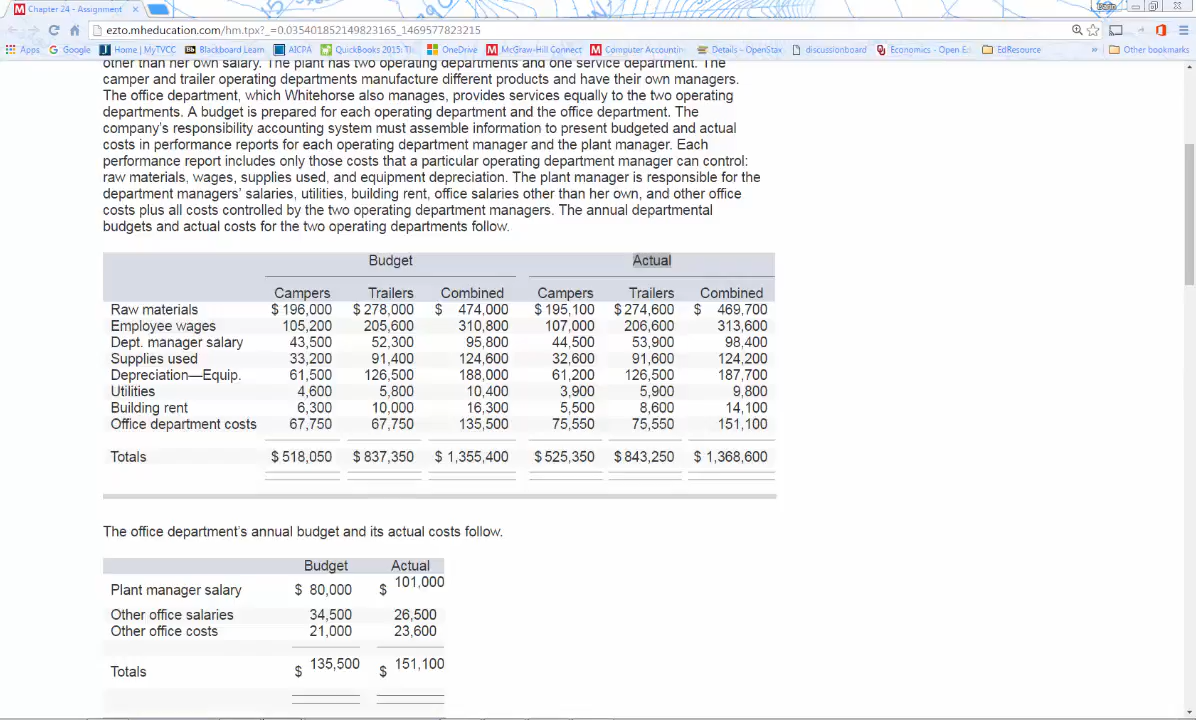 Chapter 24 - Assignment
ezto.mheducation.com/hm.tpx?_=0.035401852149823165_1469577823215
Apps Google Home | MyTVCC Blackboard Learn AICPA QuickBooks 2015: Th OneDrive McGraw-Hill Connect Computer Accountin Details - OpenStax discussionboard Economics - Open E EdResource » Other bookmarks
other than her own salary. The plant has two operating departments and one service department. The
camper and trailer operating departments manufacture different products and have their own managers.
The office department, which Whitehorse also manages, provides services equally to the two operating
departments. A budget is prepared for each operating department and the office department. The
company's responsibility accounting system must assemble information to present budgeted and actual
costs in performance reports for each operating department manager and the plant manager. Each
performance report includes only those costs that a particular operating department manager can control:
raw materials, wages, supplies used, and equipment depreciation. The plant manager is responsible for the
department managers' salaries, utilities, building rent, office salaries other than her own, and other office
costs plus all costs controlled by the two operating department managers. The annual departmental
budgets and actual costs for the two operating departments follow.
Budget Actual
Campers Trailers Combined Campers Trailers Combined
Raw materials $ 196,000 $ 278,000 $ 474,000 $ 195,100 $ 274,600 $ 469,700
Employee wages 105,200 205,600 310,800 107,000 206,600 313,600
Dept. manager salary 43,500 52,300 95,800 44,500 53,900 98,400
Supplies used 33,200 91,400 124,600 32,600 91,600 124,200
Depreciation—Equip. 61,500 126,500 188,000 61,200 126,500 187,700
Utilities 4,600 5,800 10,400 3,900 5,900 9,800
Building rent 6,300 10,000 16,300 5,500 8,600 14,100
Office department costs 67,750 67,750 135,500 75,550 75,550 151,100
Totals $ 518,050 $ 837,350 $ 1,355,400 $ 525,350 $ 843,250 $ 1,368,600
The office department's annual budget and its actual costs follow.
Budget Actual
Plant manager salary $ 80,000 $ 101,000
Other office salaries 34,500 26,500
Other office costs 21,000 23,600
Totals $ 135,500 $ 151,100